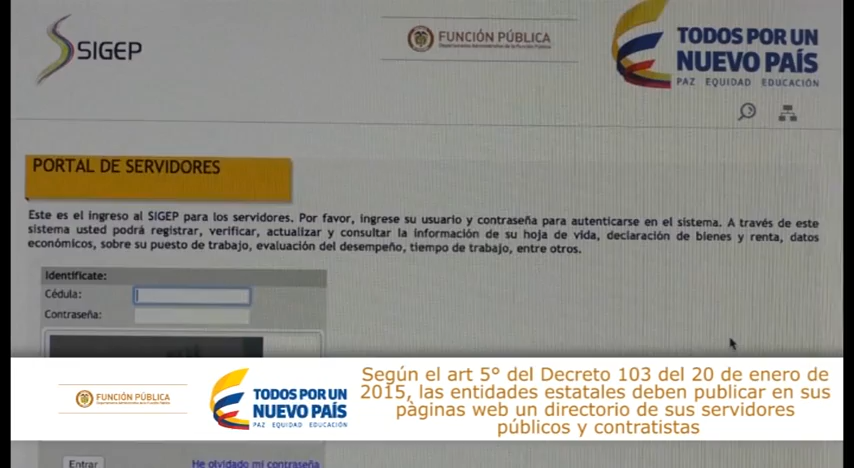 SIGEP
FUNCIÓN PÚBLICA
TODOS POR UN
NUEVO PAÍS
PAZ EQUIDAD EDUCACIÓN
PORTAL DE SERVIDORES
Este es el ingreso al SIGEP para los servidores. Por favor, ingrese su usuario y contraseña para autenticarse en el sistema. A través de este
sistema usted podrá registrar, verificar, actualizar y consultar la información de su hoja de vida, declaración de bienes y renta, datos
económicos, sobre su puesto de trabajo, evaluación del desempeño, tiempo de trabajo, entre otros.
Identifícate:
Cédula:
Contraseña:
FUNCIÓN PÚBLICA
TODOS POR UN
NUEVO PAÍS
PAZ EQUIDAD EDUCACIÓN
Según el art 5° del Decreto 103 del 20 de enero de
2015, las entidades estatales deben publicar en sus
pàginas web un directorio de sus servidores
públicos y contratistas
Entrar
He olvidado mi contraseña